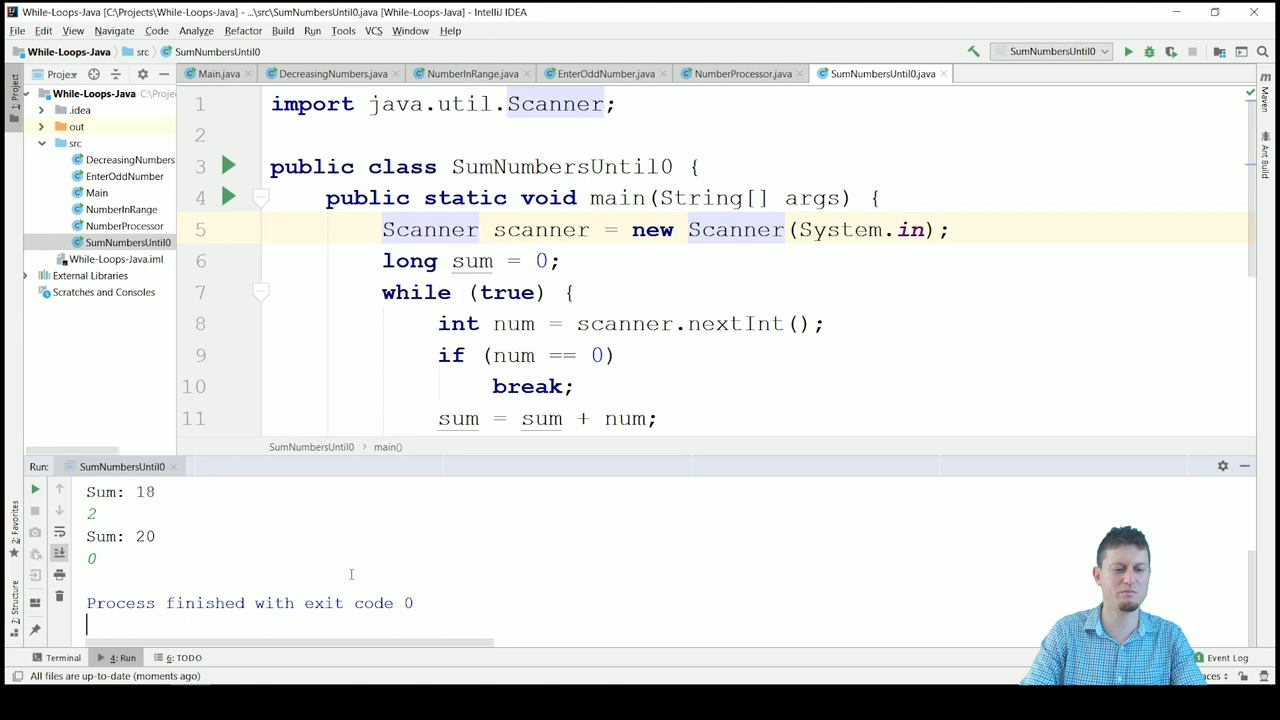 While-Loops-Java [C:\Projects\While-Loops-Java] - ...\src\SumNumbersUntil0.java [While-Loops-Java] - IntelliJ IDEA
File Edit View Navigate Code Analyze Refactor Build Run Tools VCS Window Help
While-Loops-Java src SumNumbersUntil0
SumNumbersUntil0
1: Project
Proje
Main.java DecreasingNumbers.java NumberInRange.java EnterOddNumber.java NumberProcessor.java SumNumbersUntil0.java
While-Loops-Java C:\Projec
.idea
out
src
DecreasingNumbers
EnterOddNumber
Main
NumberInRange
NumberProcessor
SumNumbersUntil0
While-Loops-Java.iml
External Libraries
Scratches and Consoles
1 import java.util.Scanner;
2
3 public class SumNumbersUntil0 {
4 public static void main(String[] args) {
5 Scanner scanner = new Scanner(System.in);
6 long sum = 0;
7 while (true) {
8 int num = scanner.nextInt();
9 if (num == 0)
10 break;
11 sum = sum + num;
SumNumbersUntil0 main()
m Maven
Ant Build
Run: SumNumbersUntil0
Sum: 18
2
Sum: 20
0
Process finished with exit code 0
2: Favorites
7: Structure
Terminal 4: Run 6: TODO
1 Event Log
All files are up-to-date (moments ago)